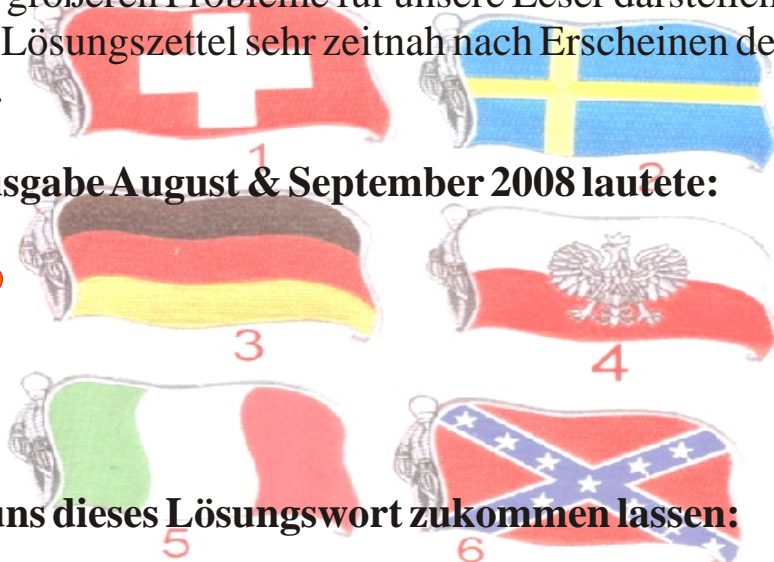 größeren Probleme für unsere Leser darstellen
Lösungszettel sehr zeitnah nach Erscheinen de
.
1
2
usgabe August & September 2008 lautete:
)
3
4
uns dieses Lösungswort zukommen lassen:
5
6